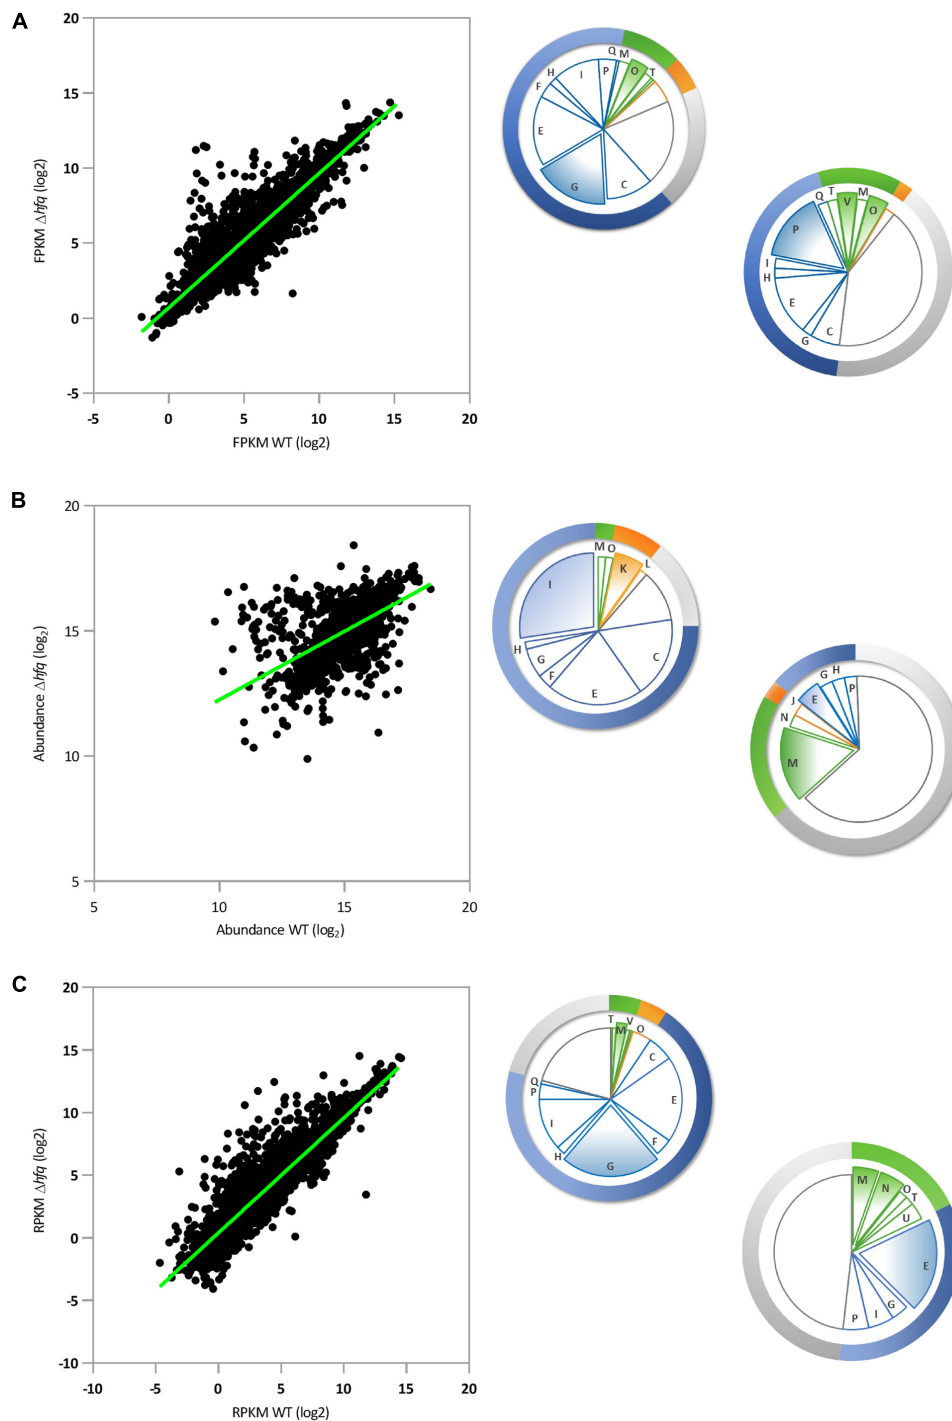 A
20
15
10
5
0
-5
-5 0 5 10 15 20
FPKM Δhfq (log2)
FPKM WT (log2)
Q M
H I P O T
F
E
G C
Q T V M O
P
I
H
E
G C
B
20
15
10
5
5 10 15 20
Abundance Δhfq (log2)
Abundance WT (log2)
M O
K L
I
H
G
F
E
C
G H
P
E
J
N
M
C
20
15
10
5
0
-5
-10
-10 -5 0 5 10 15 20
RPKM Δhfq (log2)
RPKM WT (log2)
T V
M O
C
E
F
G
H
I
P
Q
M N O
T
U
E
G
I
P